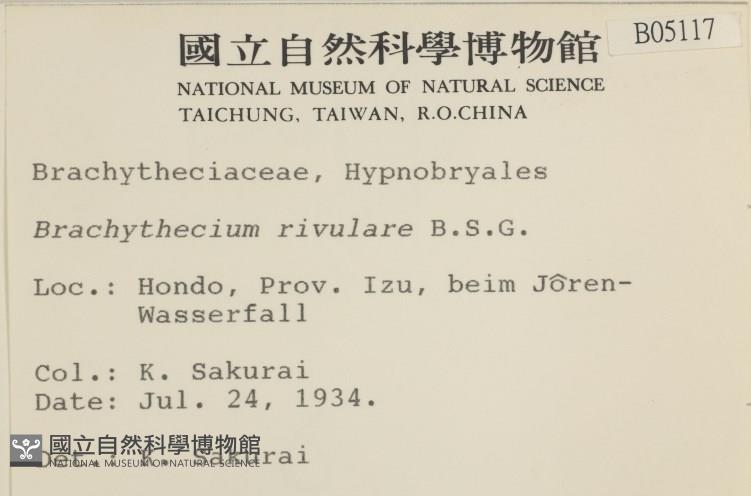 國立自然科學博物館
B05117
NATIONAL MUSEUM OF NATURAL SCIENCE
TAICHUNG, TAIWAN, R.O.CHINA
Brachytheciaceae, Hypnobryales
Brachythecium rivulare B.S.G.
Loc.: Hondo, Prov. Izu, beim Jôren-
Wasserfall
Col.: K. Sakurai
Date: Jul. 24, 1934.
Det.: K. Sakurai
國立自然科學博物館
NATIONAL MUSEUM OF NATURAL SCIENCE